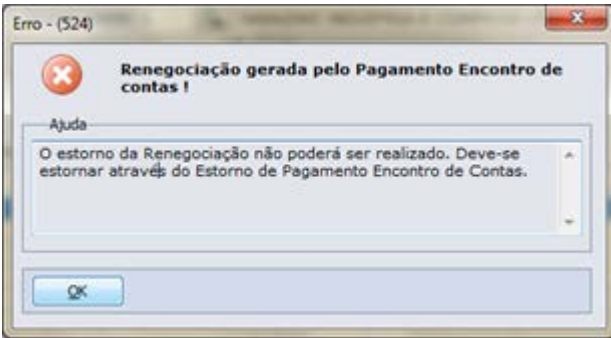 Erro - (524)
Renegociação gerada pelo Pagamento Encontro de
contas !
Ajuda
O estorno da Renegociação não poderá ser realizado. Deve-se
estornar através do Estorno de Pagamento Encontro de Contas.
OK